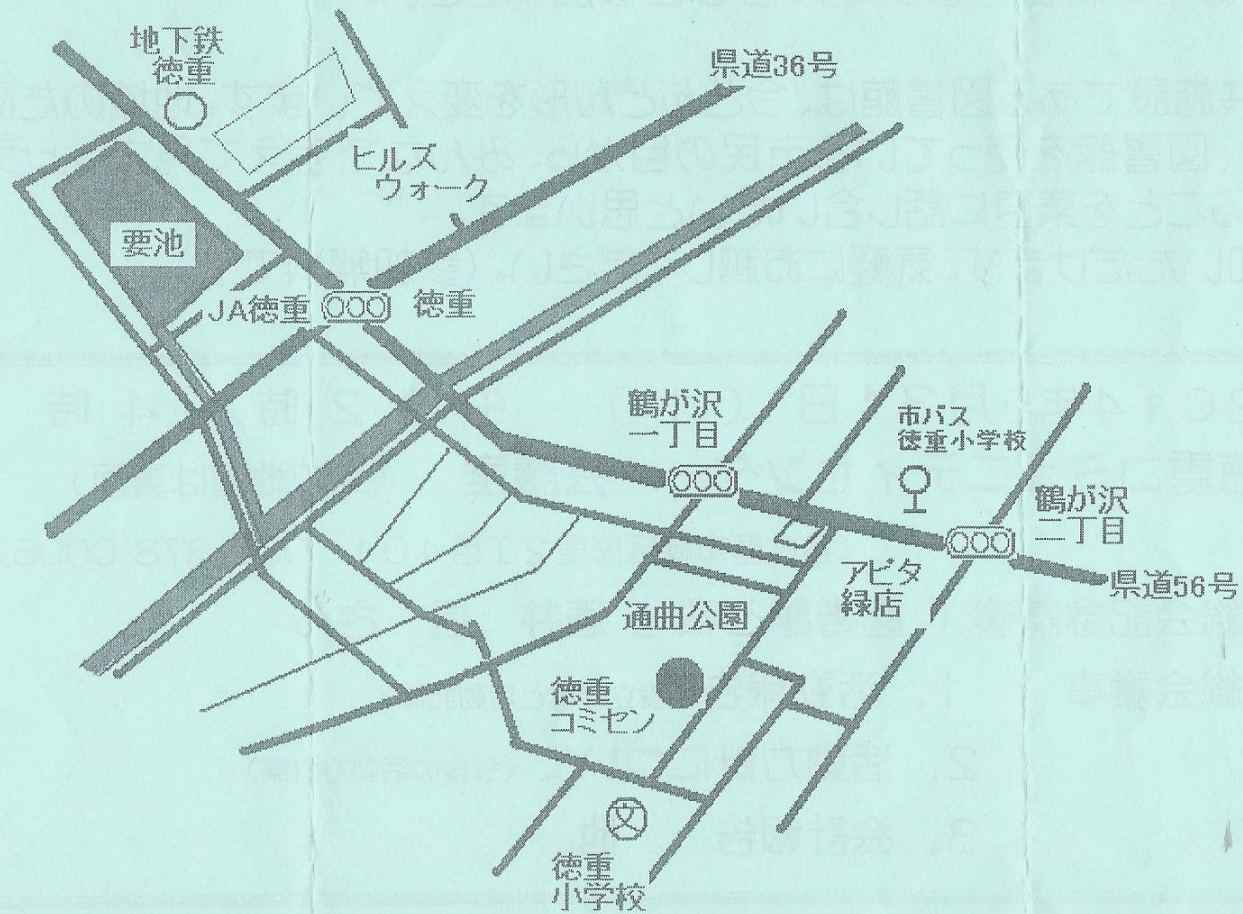 地下鉄
徳重
県道36号
ヒルズ
ウォーク
要池
JA徳重
徳重
鶴が沢
一丁目
市バス
徳重小学校
鶴が沢
二丁目
アピタ
緑店
県道56号
通曲公園
徳重
コミセン
文
徳重
小学校